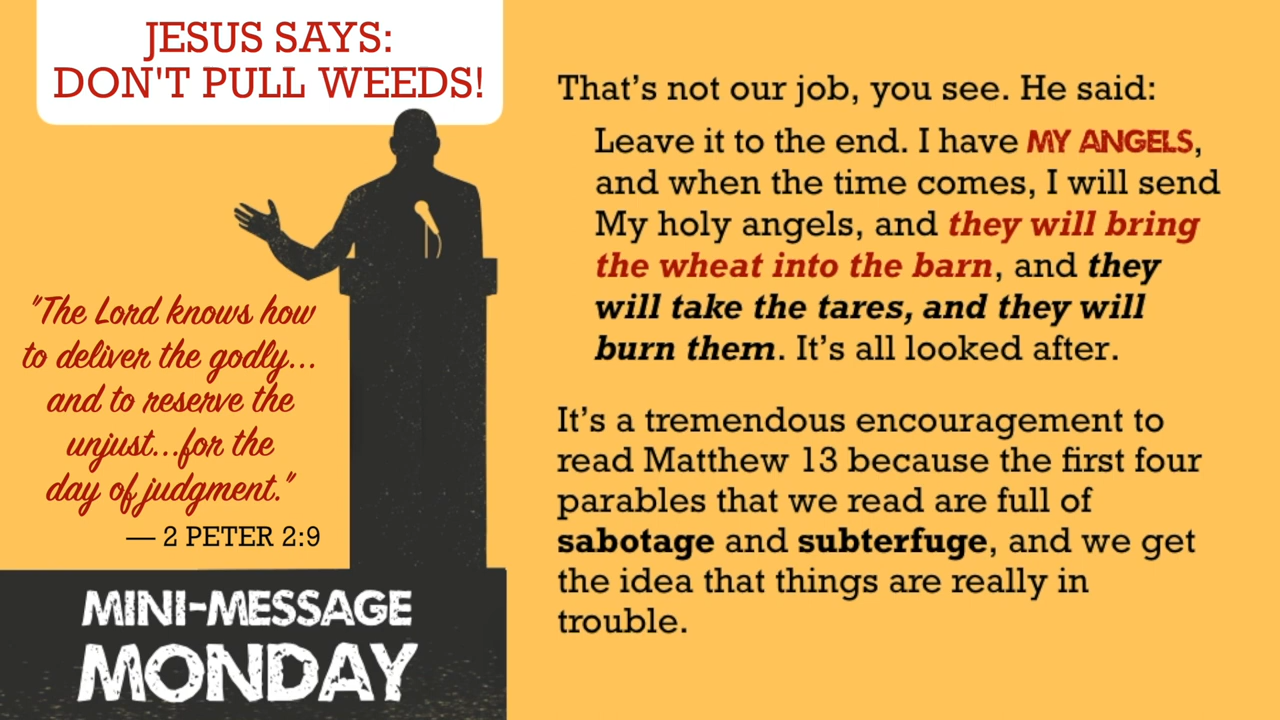 JESUS SAYS:
DON'T PULL WEEDS!
"The Lord knows how
to deliver the godly...
and to reserve the
unjust...for the
day of judgment."
— 2 PETER 2:9
MINI-MESSAGE
MONDAY
That's not our job, you see. He said:
Leave it to the end. I have MY ANGELS,
and when the time comes, I will send
My holy angels, and they will bring
the wheat into the barn, and they
will take the tares, and they will
burn them. It's all looked after.
It's a tremendous encouragement to
read Matthew 13 because the first four
parables that we read are full of
sabotage and subterfuge, and we get
the idea that things are really in
trouble.